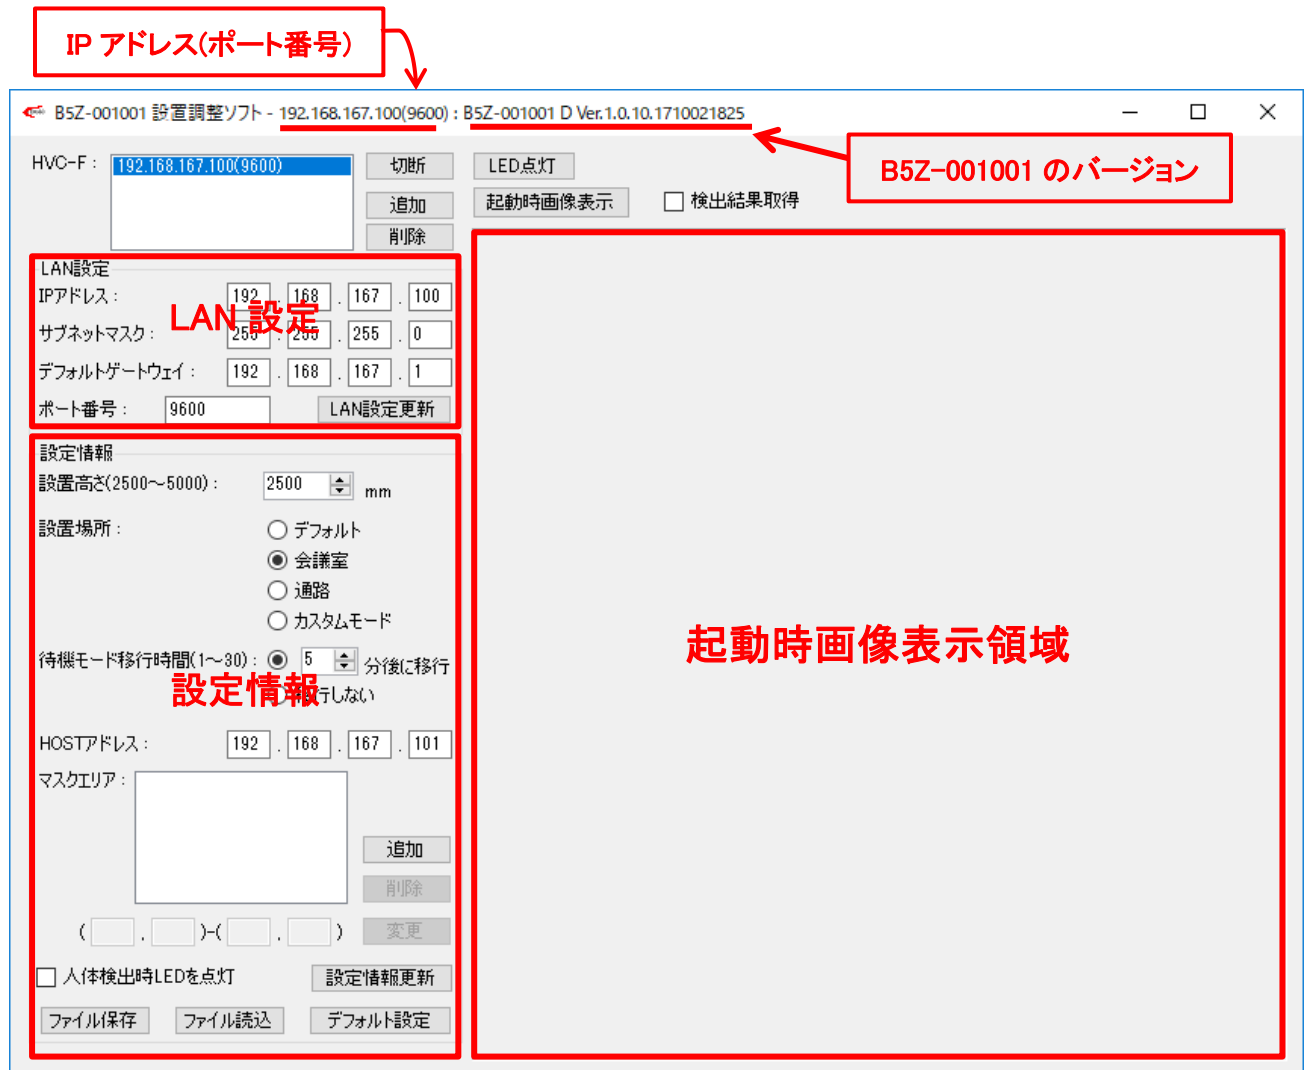 IP アドレス(ポート番号)
B5Z-001001 設置調整ソフト - 192.168.167.100(9600) : B5Z-001001 D Ver.1.0.10.1710021825
B5Z-001001 のバージョン
HVC-F : 192.168.167.100(9600) 切断 LED点灯
追加 起動時画像表示 検出結果取得
削除
LAN設定
IPアドレス : 192 . 168 . 167 . 100
LAN 設定
サブネットマスク : 255 . 255 . 255 . 0
デフォルトゲートウェイ : 192 . 168 . 167 . 1
ポート番号 : 9600 LAN設定更新
設定情報
設置高さ(2500～5000) : 2500 mm
設置場所 : デフォルト
会議室
通路
カスタムモード
起動時画像表示領域
待機モード移行時間(1～30) : 5 分後に移行
設定情報
行しない
HOSTアドレス : 192 . 168 . 167 . 101
マスクエリア :
追加
削除
( , )-( , ) 変更
人体検出時LEDを点灯 設定情報更新
ファイル保存 ファイル読込 デフォルト設定